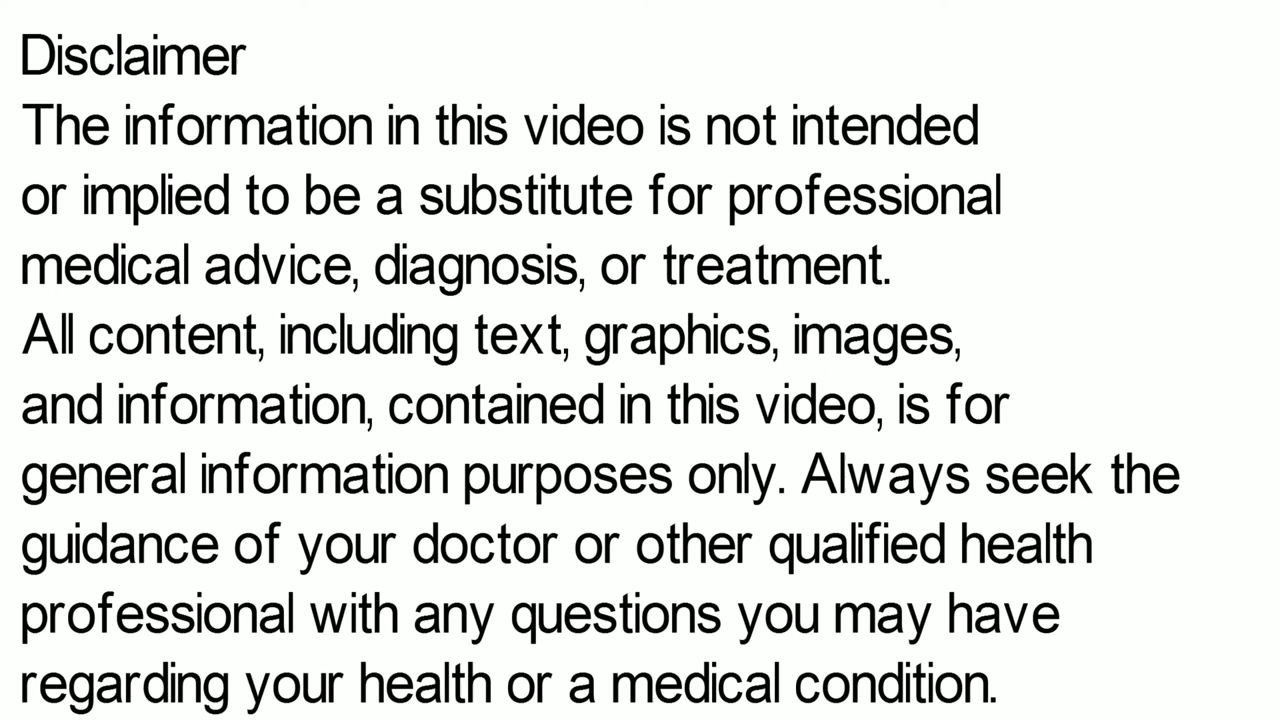 Disclaimer
The information in this video is not intended
or implied to be a substitute for professional
medical advice, diagnosis, or treatment.
All content, including text, graphics, images,
and information, contained in this video, is for
general information purposes only. Always seek the
guidance of your doctor or other qualified health
professional with any questions you may have
regarding your health or a medical condition.